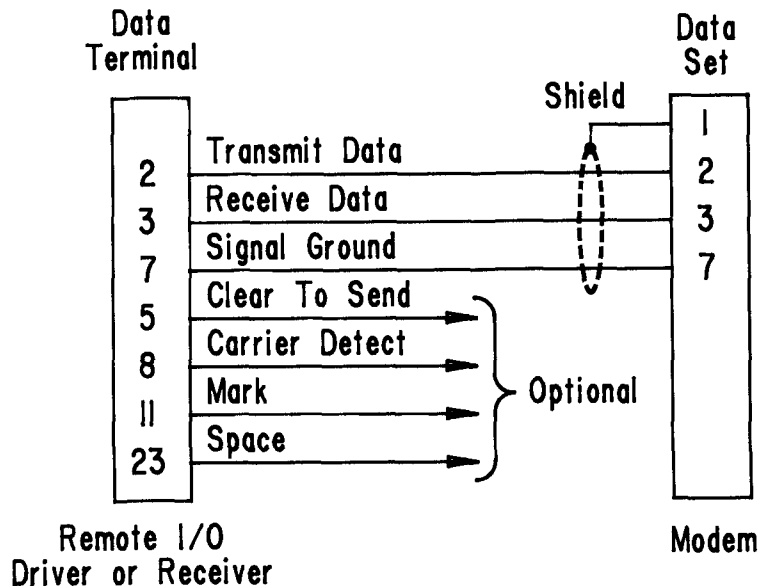 Data
Terminal
Data
Set
Shield
1
2 Transmit Data 2
3 Receive Data 3
7 Signal Ground 7
5 Clear To Send
8 Carrier Detect
11 Mark
23 Space
Optional
Remote I/O
Driver or Receiver
Modem